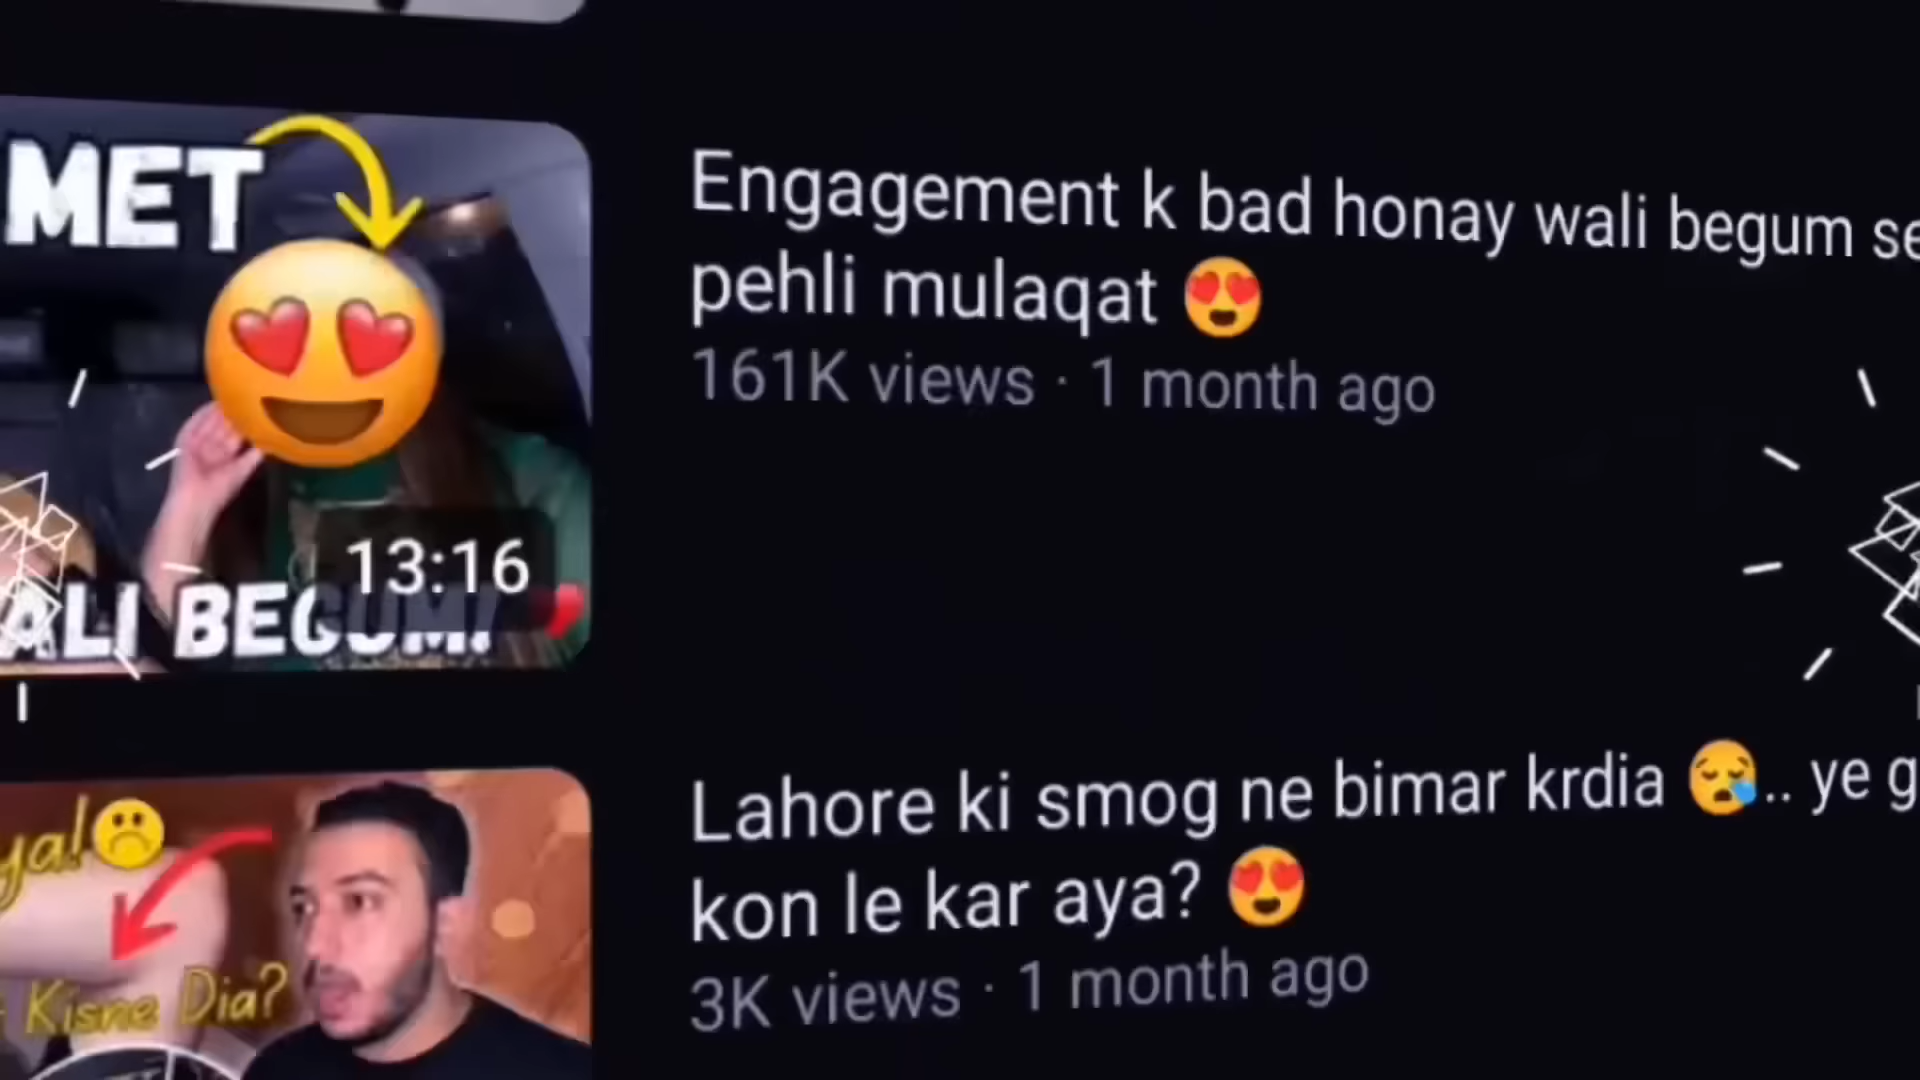 MET
13:16
ALI BEGUM!
Engagement k bad honay wali begum se
pehli mulaqat 😍
161K views · 1 month ago
Kisne Dia?
Lahore ki smog ne bimar krdia 😥.. ye g
kon le kar aya? 😍
3K views · 1 month ago